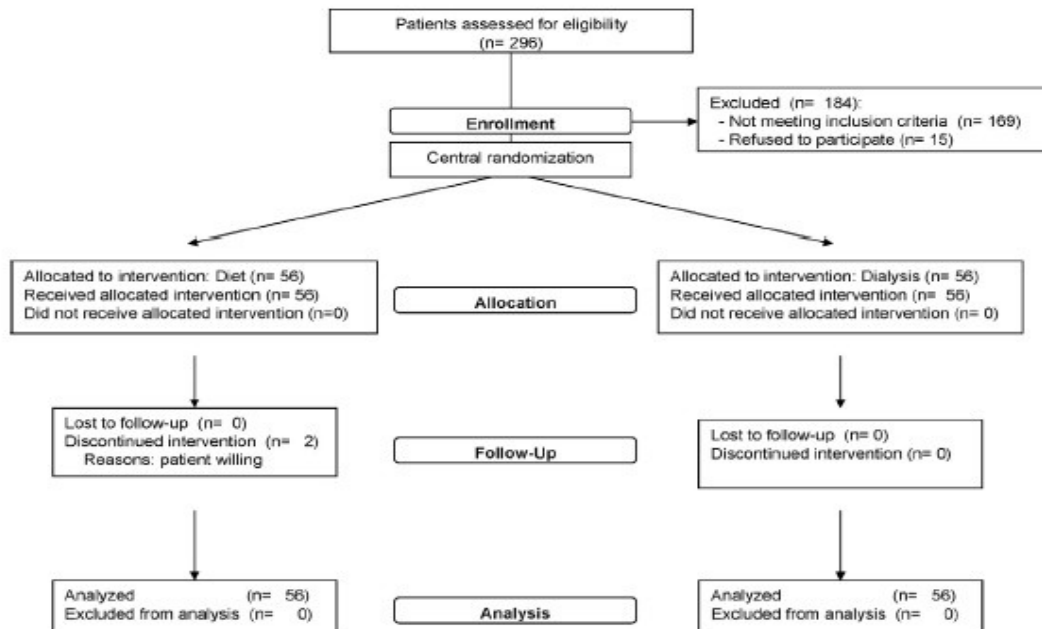 Patients assessed for eligibility
(n= 296)
Enrollment
Excluded (n= 184):
- Not meeting inclusion criteria (n= 169)
- Refused to participate (n= 15)
Central randomization
Allocated to intervention: Diet (n= 56)
Received allocated intervention (n= 56)
Did not receive allocated intervention (n=0)
Allocation
Allocated to intervention: Dialysis (n= 56)
Received allocated intervention (n= 56)
Did not receive allocated intervention (n= 0)
Lost to follow-up (n= 0)
Discontinued intervention (n= 2)
Reasons: patient willing
Follow-Up
Lost to follow-up (n= 0)
Discontinued intervention (n= 0)
Analyzed (n= 56)
Excluded from analysis (n= 0)
Analysis
Analyzed (n= 56)
Excluded from analysis (n= 0)